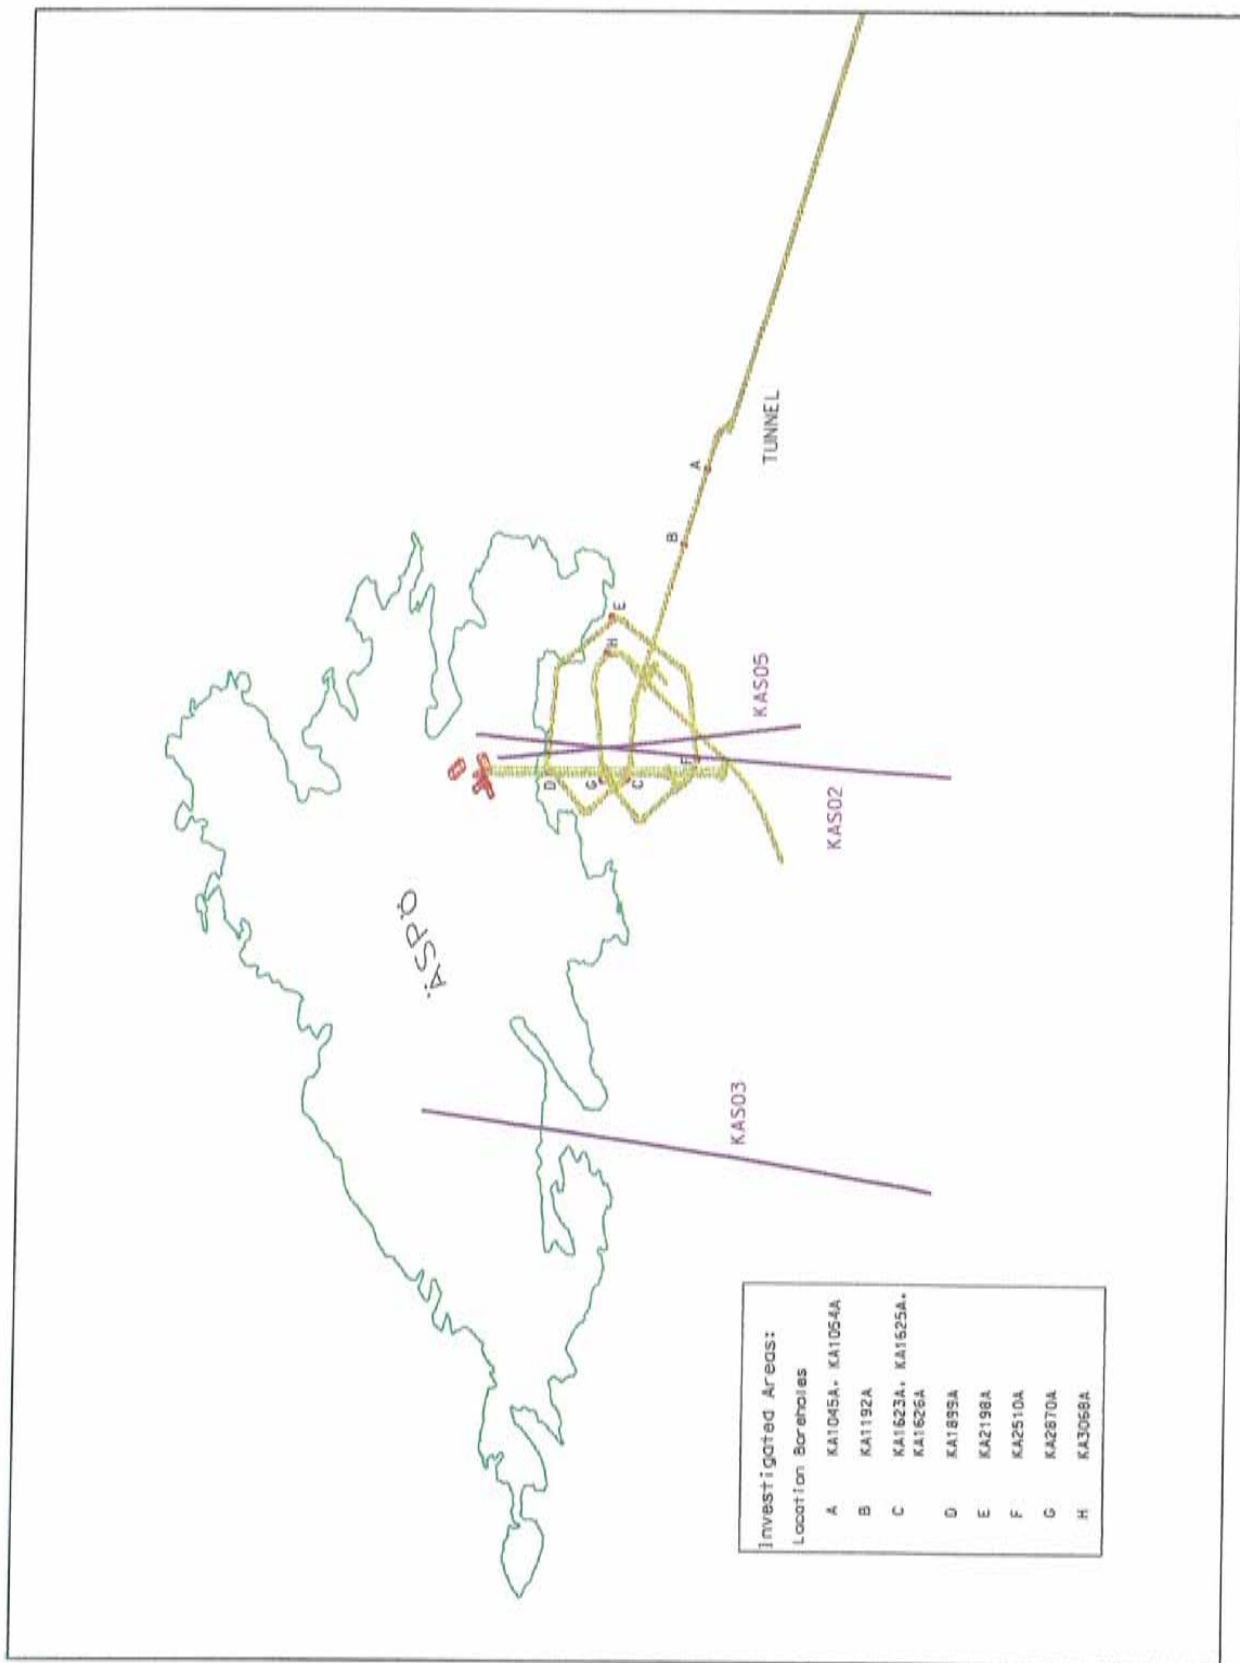 ÄSPÖ
TUNNEL
A
B
E
H
D
G
C
F
KAS05
KAS02
KAS03
Investigated Areas:
Location Boreholes
A KA1045A, KA1054A
B KA1192A
C KA1623A, KA1625A,
KA1626A
D KA1899A
E KA2198A
F KA2510A
G KA2870A
H KA3068A